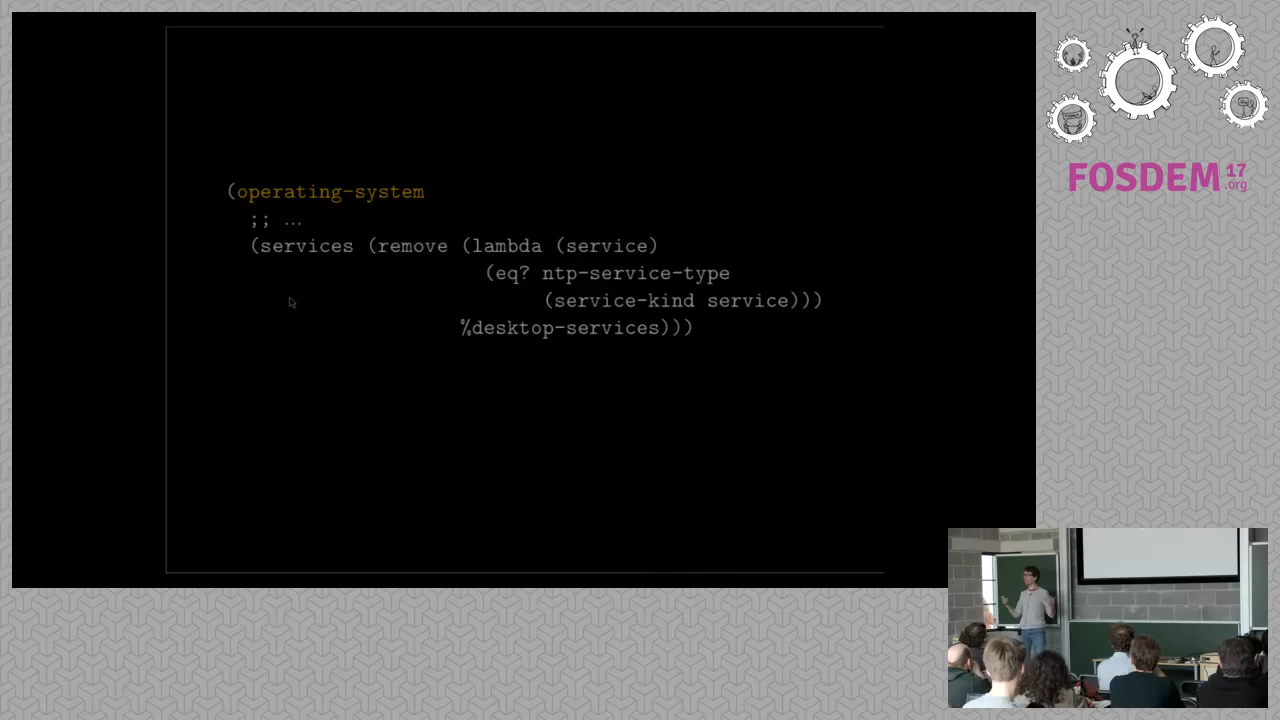 (operating-system
;; ...
(services (remove (lambda (service)
(eq? ntp-service-type
(service-kind service)))
%desktop-services)))
FOSDEM 17
.org